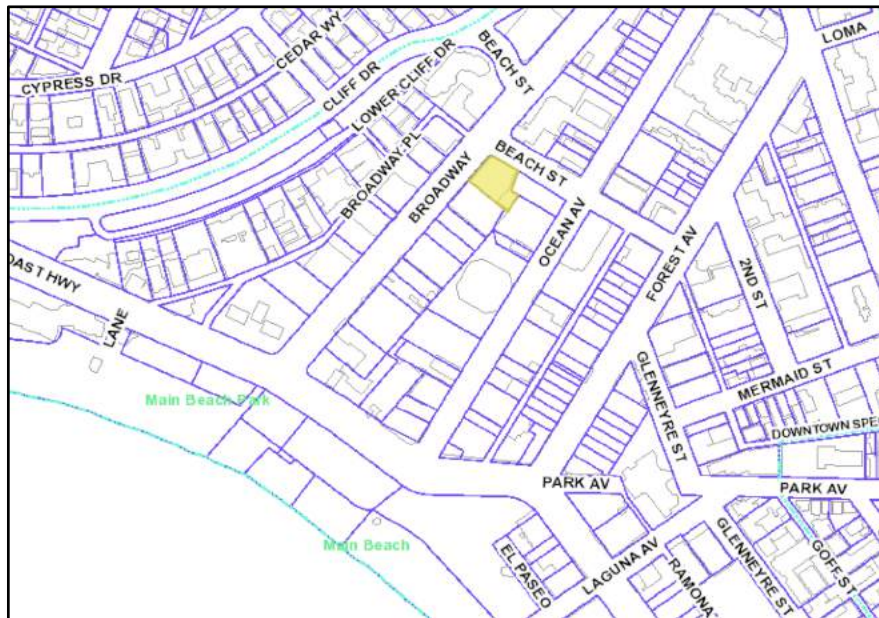 LOMA
CEDAR WY
BEACH ST
CYPRESS DR
CLIFF DR
LOWER CLIFF DR
BROADWAY PL
BROADWAY
BEACH ST
OCEAN AV
FOREST AV
2ND ST
OAST HWY
LANE
Main Beach Park
GLENNEYRE ST
MERMAID ST
DOWNTOWN SPE
PARK AV
PARK AV
Main Beach
EL PASEO
LAGUNA AV
RAMONA
GLENNEYRE ST
GOFF ST